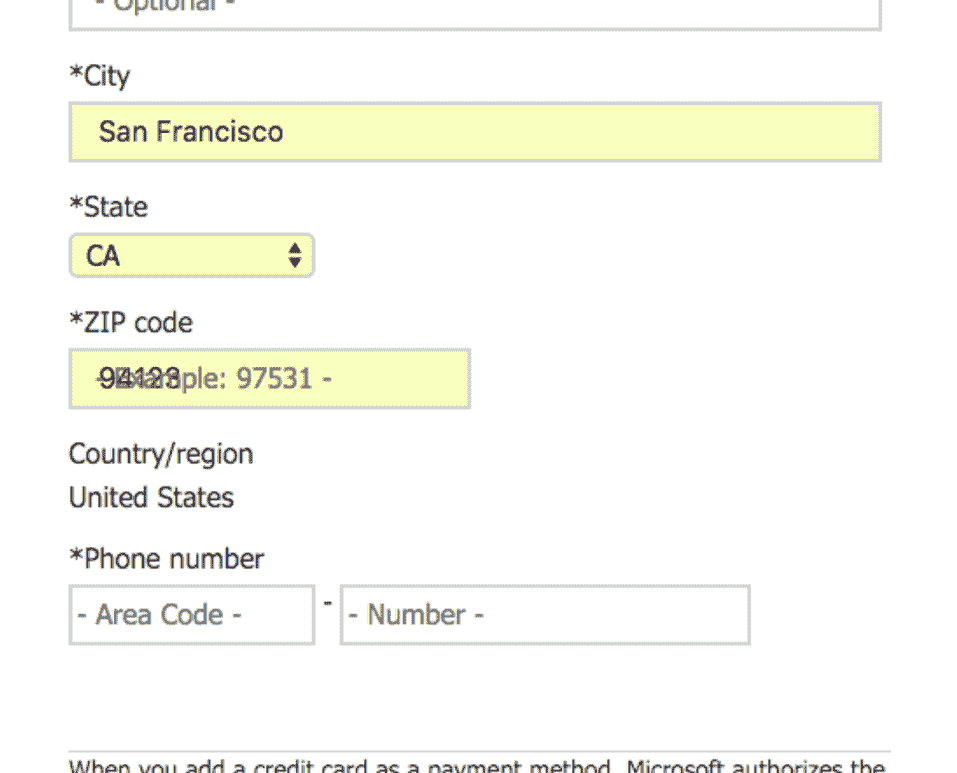 - Optional -
*City
San Francisco
*State
CA
*ZIP code
94123 - Example: 97531 -
Country/region
United States
*Phone number
- Area Code - - - Number -
When you add a credit card as a payment method, Microsoft authorizes the